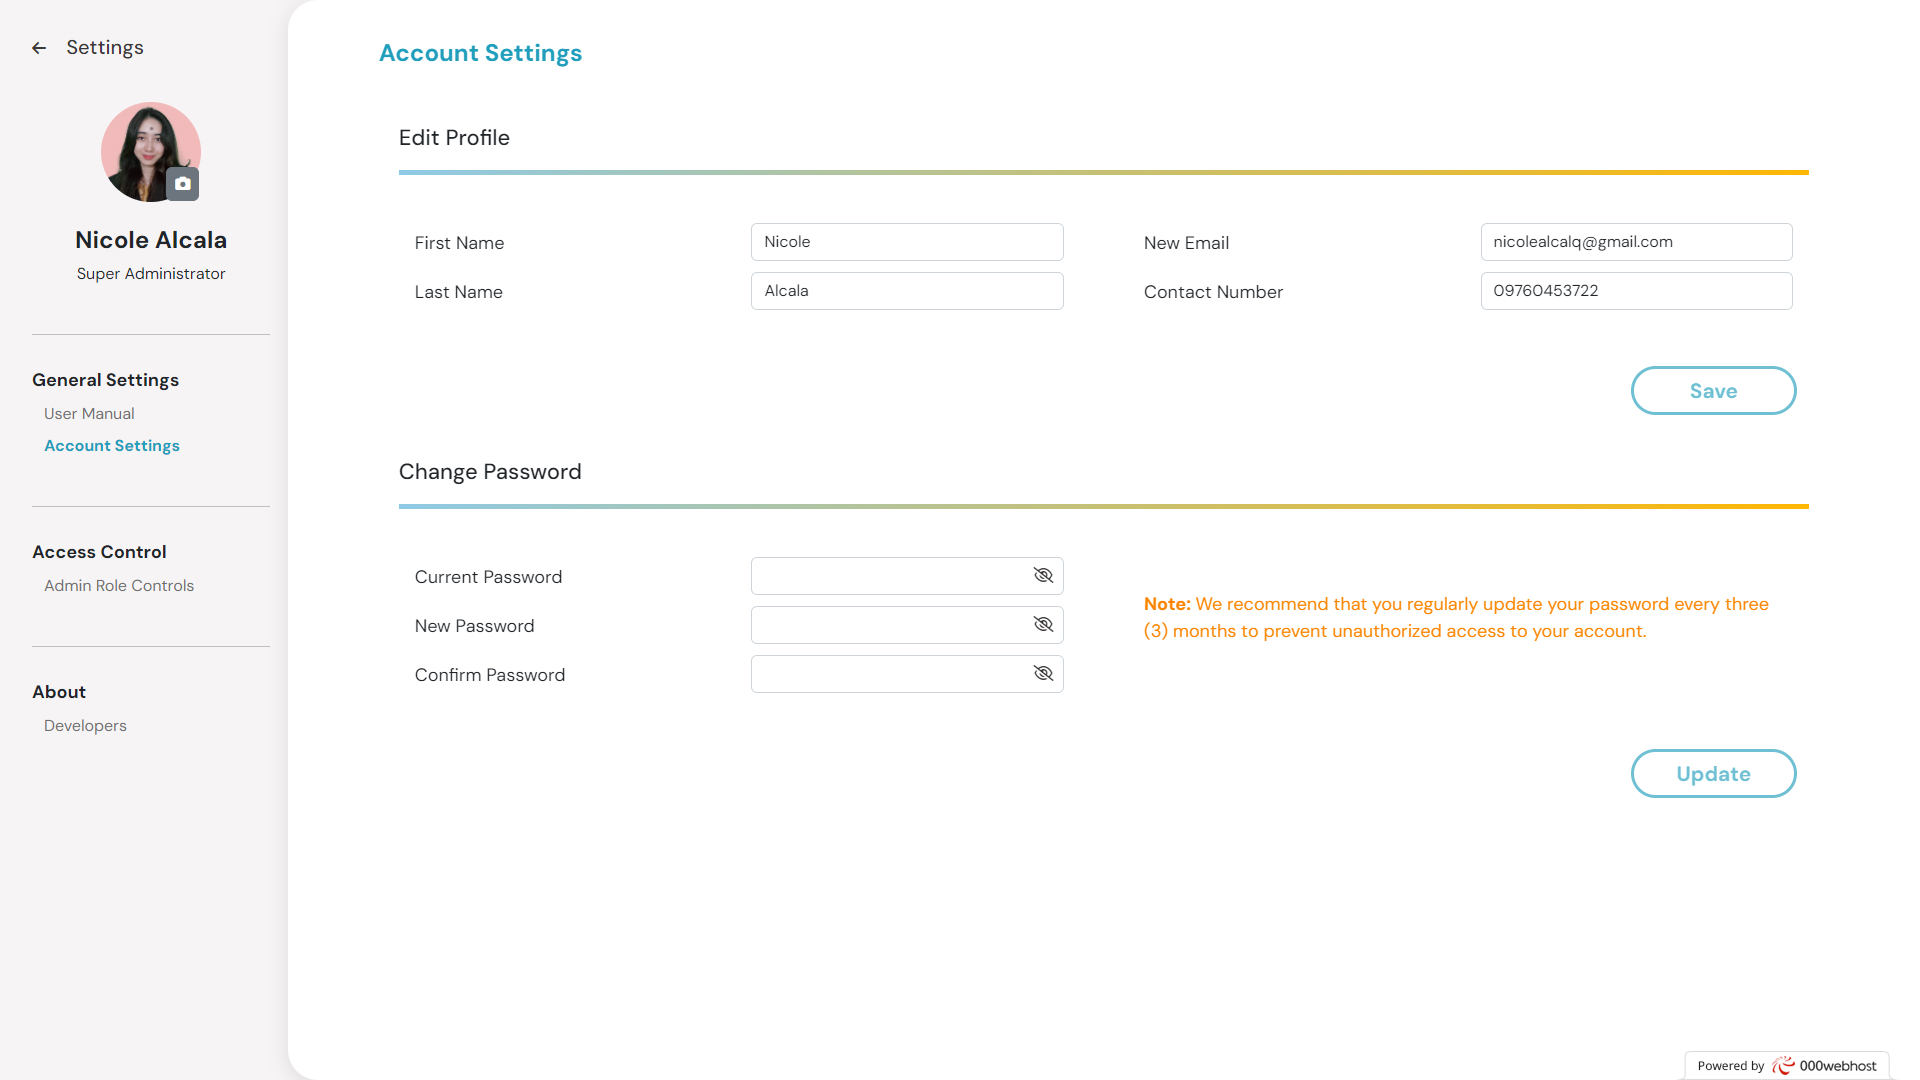 Settings
Nicole Alcala
Super Administrator
General Settings
User Manual
Account Settings
Access Control
Admin Role Controls
About
Developers
Account Settings
Edit Profile
First Name
Nicole
New Email
nicolealcalq@gmail.com
Last Name
Alcala
Contact Number
09760453722
Save
Change Password
Current Password
New Password
Confirm Password
Note: We recommend that you regularly update your password every three
(3) months to prevent unauthorized access to your account.
Update
Powered by 000webhost